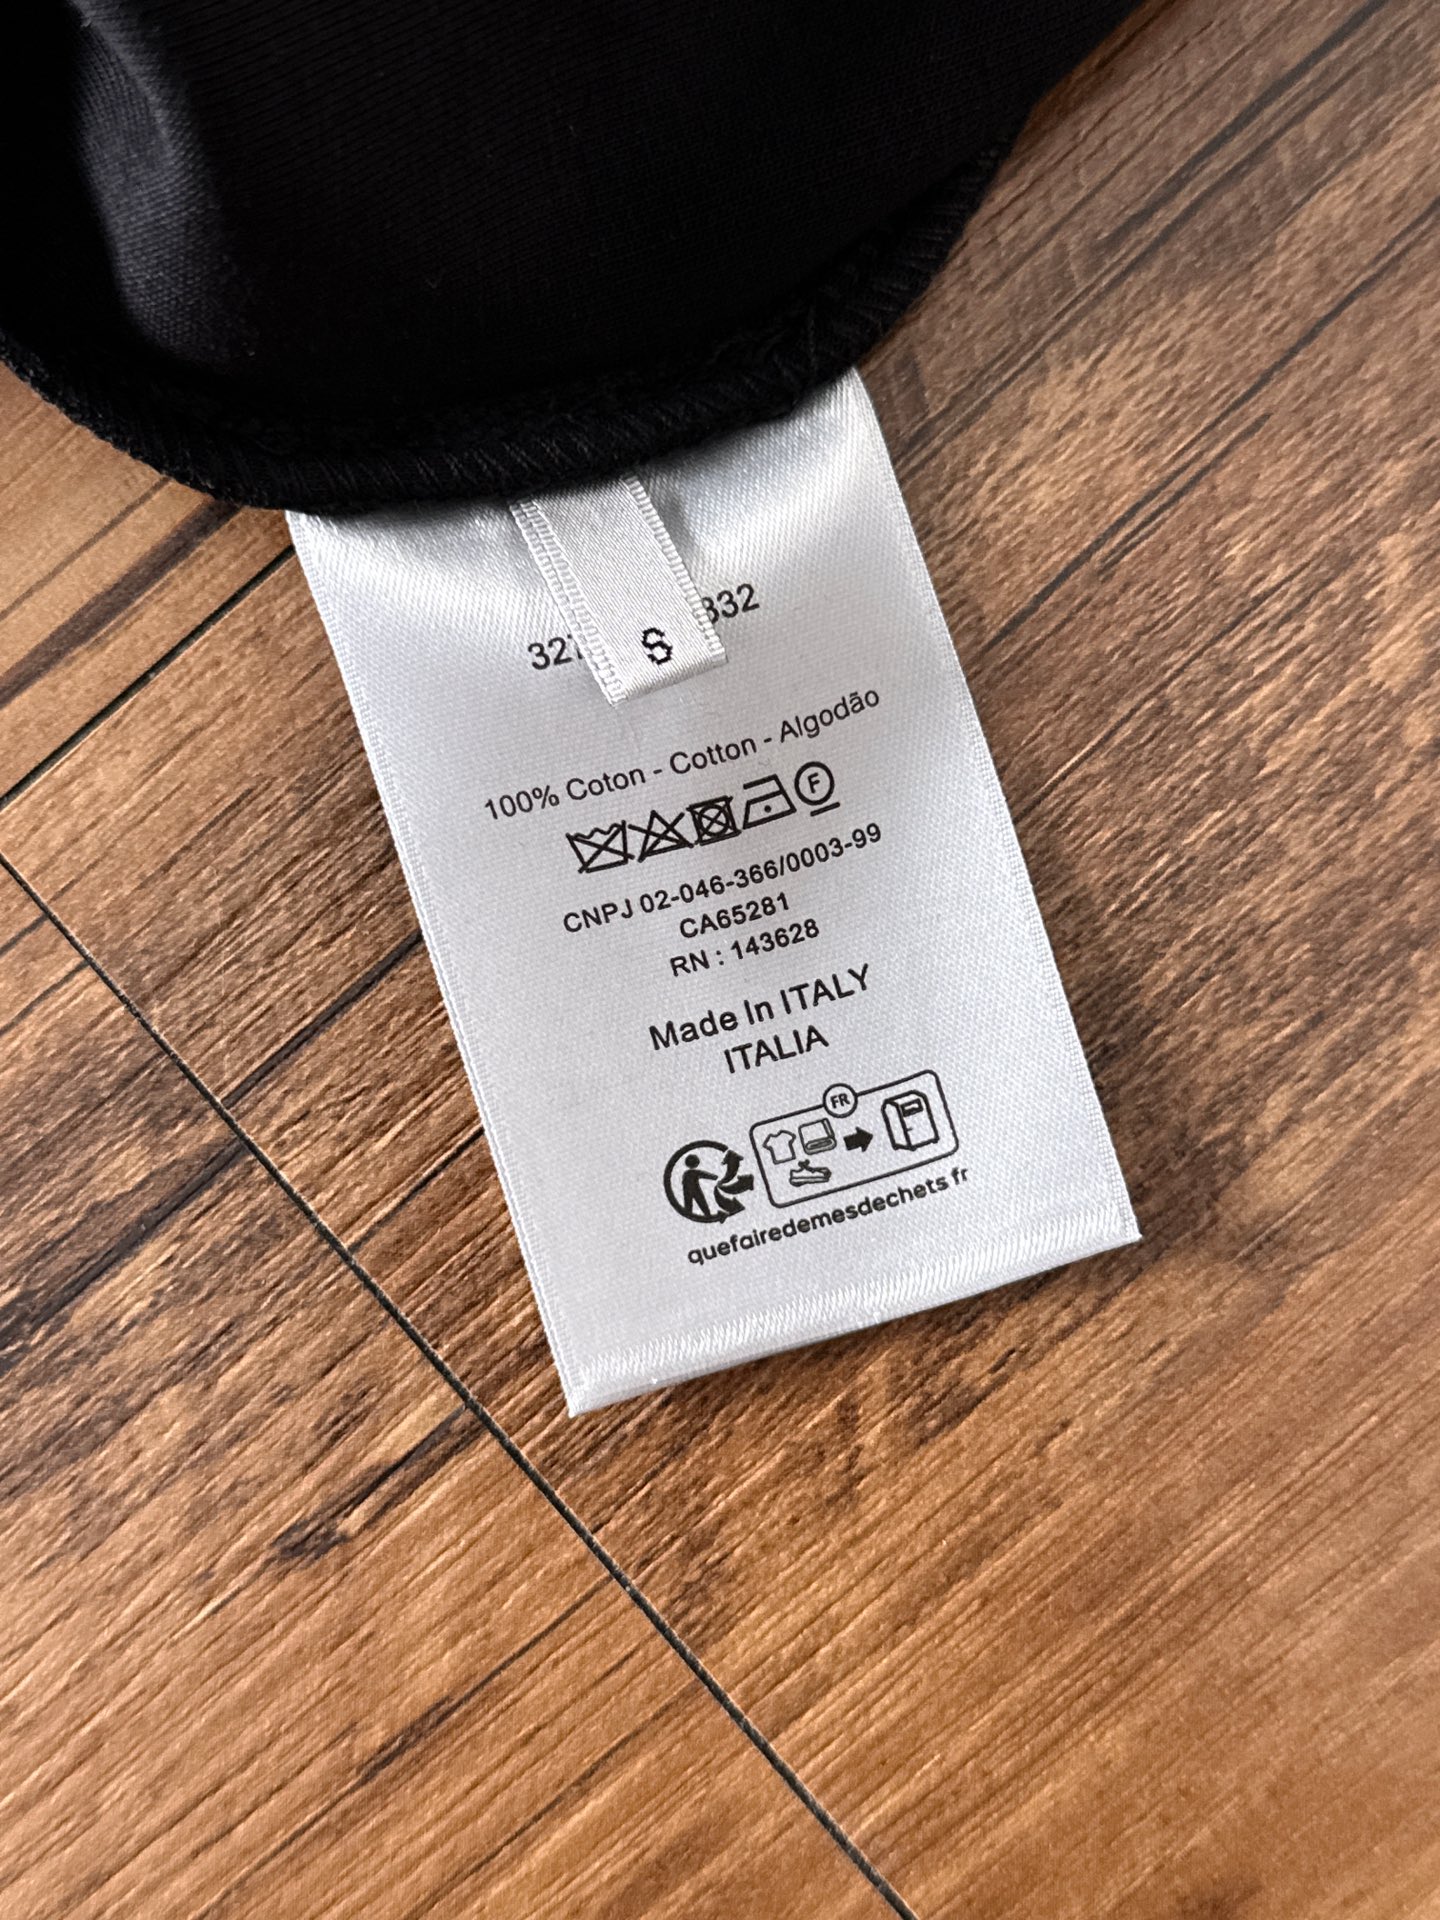 S
100% Coton - Cotton - Algodão
F
CNPJ 02-046-366/0003-99
CA65281
RN : 143628
Made In ITALY
ITALIA
FR
quefairedemesdechets fr